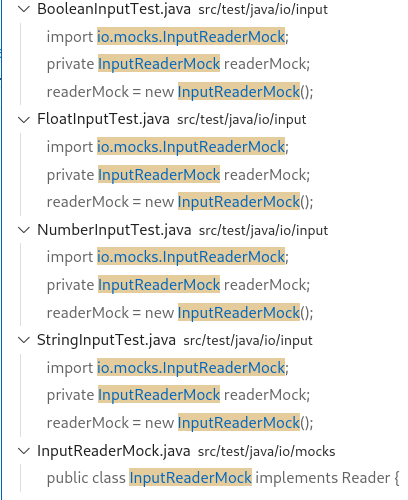 BooleanInputTest.java src/test/java/io/input
import io.mocks.InputReaderMock;
private InputReaderMock readerMock;
readerMock = new InputReaderMock();
FloatInputTest.java src/test/java/io/input
import io.mocks.InputReaderMock;
private InputReaderMock readerMock;
readerMock = new InputReaderMock();
NumberInputTest.java src/test/java/io/input
import io.mocks.InputReaderMock;
private InputReaderMock readerMock;
readerMock = new InputReaderMock();
StringInputTest.java src/test/java/io/input
import io.mocks.InputReaderMock;
private InputReaderMock readerMock;
readerMock = new InputReaderMock();
InputReaderMock.java src/test/java/io/mocks
public class InputReaderMock implements Reader {